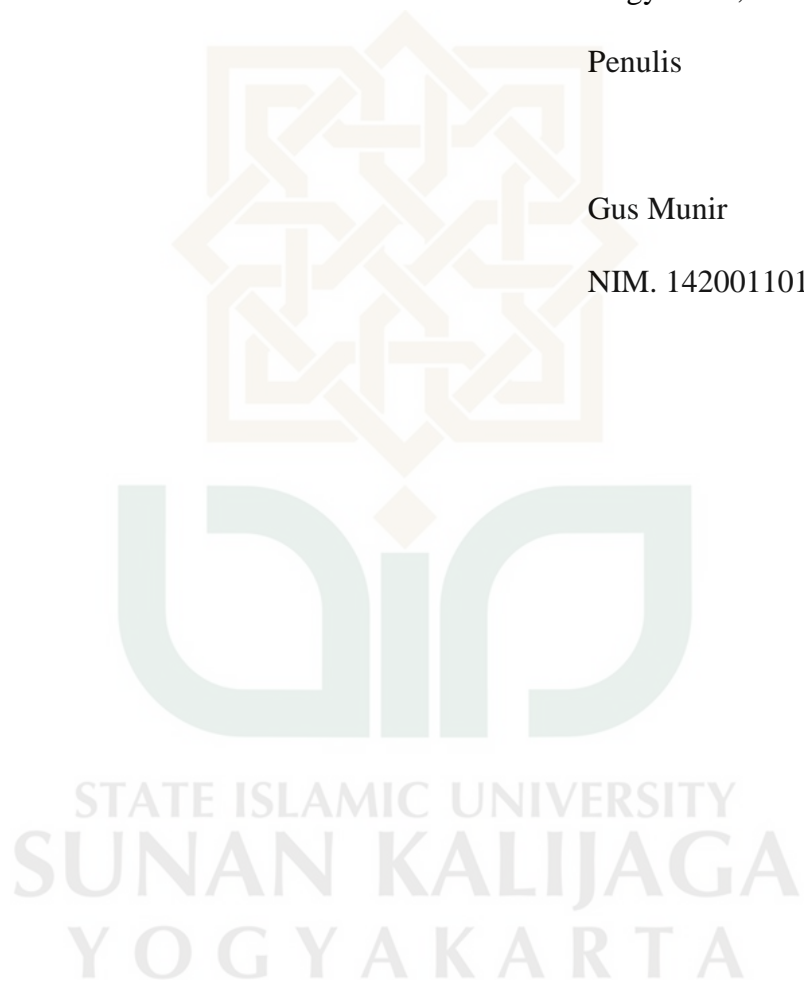 Penulis
Gus Munir
NIM. 142001101
STATE ISLAMIC UNIVERSITY
SUNAN KALIJAGA
YOGYAKARTA